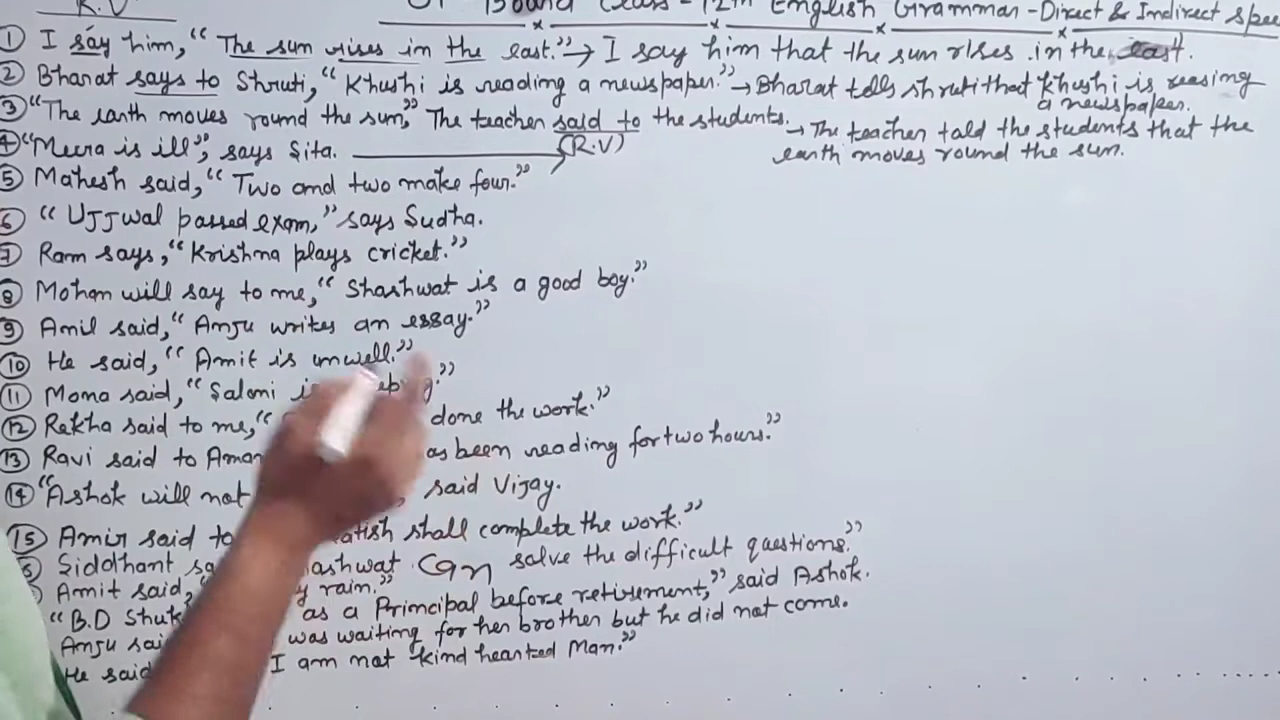 R.V
Board Class-12th English Grammar - Direct & Indirect Spee
① I say him, “The sun rises in the east.” → I say him that the sun rises in the east.
② Bharat says to Shruti, “Khushi is reading a newspaper.” → Bharat tells shruti that Khushi is reasing
a newspaper.
③ “The earth moves round the sum,” The teacher said to the students.
→ The teacher told the students that the
earth moves round the sum.
(R.V)
④ “Meera is ill”, says Sita.
⑤ Mahesh said, “Two and two make four.”
⑥ “UJJwal passed exam,” says Sudha.
⑦ Ram says, “Krishna plays cricket.”
⑧ Mohan will say to me, “Shashwat is a good boy.”
⑨ Anil said, “Anju writes an essay.”
⑩ He said, “Amit is unwell.”
⑪ Mona said, “Saloni
⑫ Rekha said to me, “ done the work.”
⑬ Ravi said to Aman as been reading for two hours.”
⑭ “Ashok will not said Vijay.
⑮ Amir said to atish shall complete the work.”
Siddhant sa ashwat Can solve the difficult questions.”
Amit said, y rain.”
“B.D Shuk as a Principal before retirement,” said Ashok.
Anju sai was waiting for her brother but he did not come.
He said I am not kind hearted Man.”